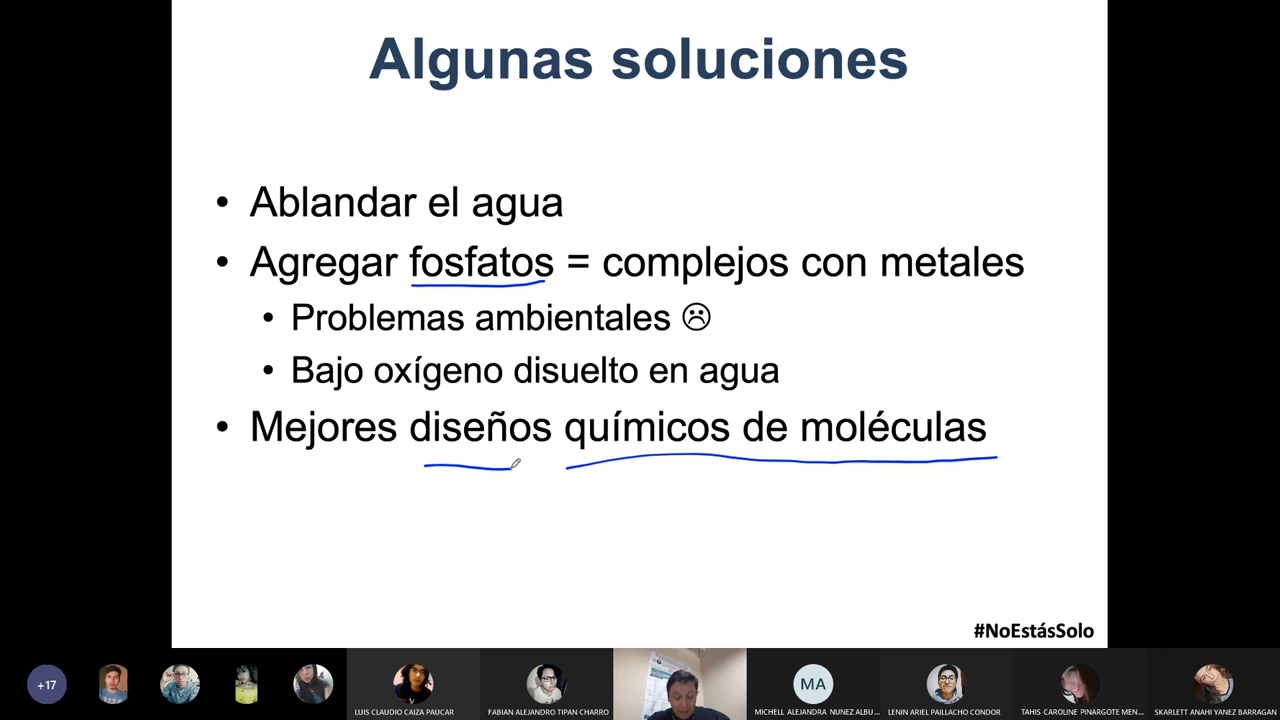 Algunas soluciones
• Ablandar el agua
• Agregar fosfatos = complejos con metales
• Problemas ambientales ☹
• Bajo oxígeno disuelto en agua
• Mejores diseños químicos de moléculas
#NoEstásSolo
+17
LUIS CLAUDIO CAIZA PAUCAR
FABIAN ALEJANDRO TIPAN CHARRO
MA
MICHELL ALEJANDRA NUNEZ ALBU...
LENIN ARIEL PAILLACHO CONDOR
TAHIS CAROLINE PINARGOTE MEN...
SKARLETT ANAHI YANEZ BARRAGAN